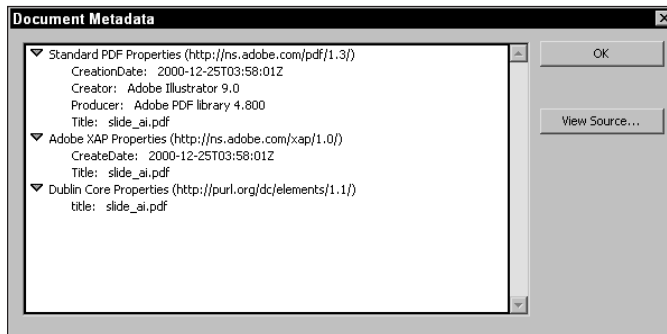 Document Metadata
Standard PDF Properties (http://ns.adobe.com/pdf/1.3/)
CreationDate: 2000-12-25T03:58:01Z
Creator: Adobe Illustrator 9.0
Producer: Adobe PDF library 4.800
Title: slide_ai.pdf
Adobe XAP Properties (http://ns.adobe.com/xap/1.0/)
CreateDate: 2000-12-25T03:58:01Z
Dublin Core Properties (http://purl.org/dc/elements/1.1/)
title: slide_ai.pdf
OK
View Source...